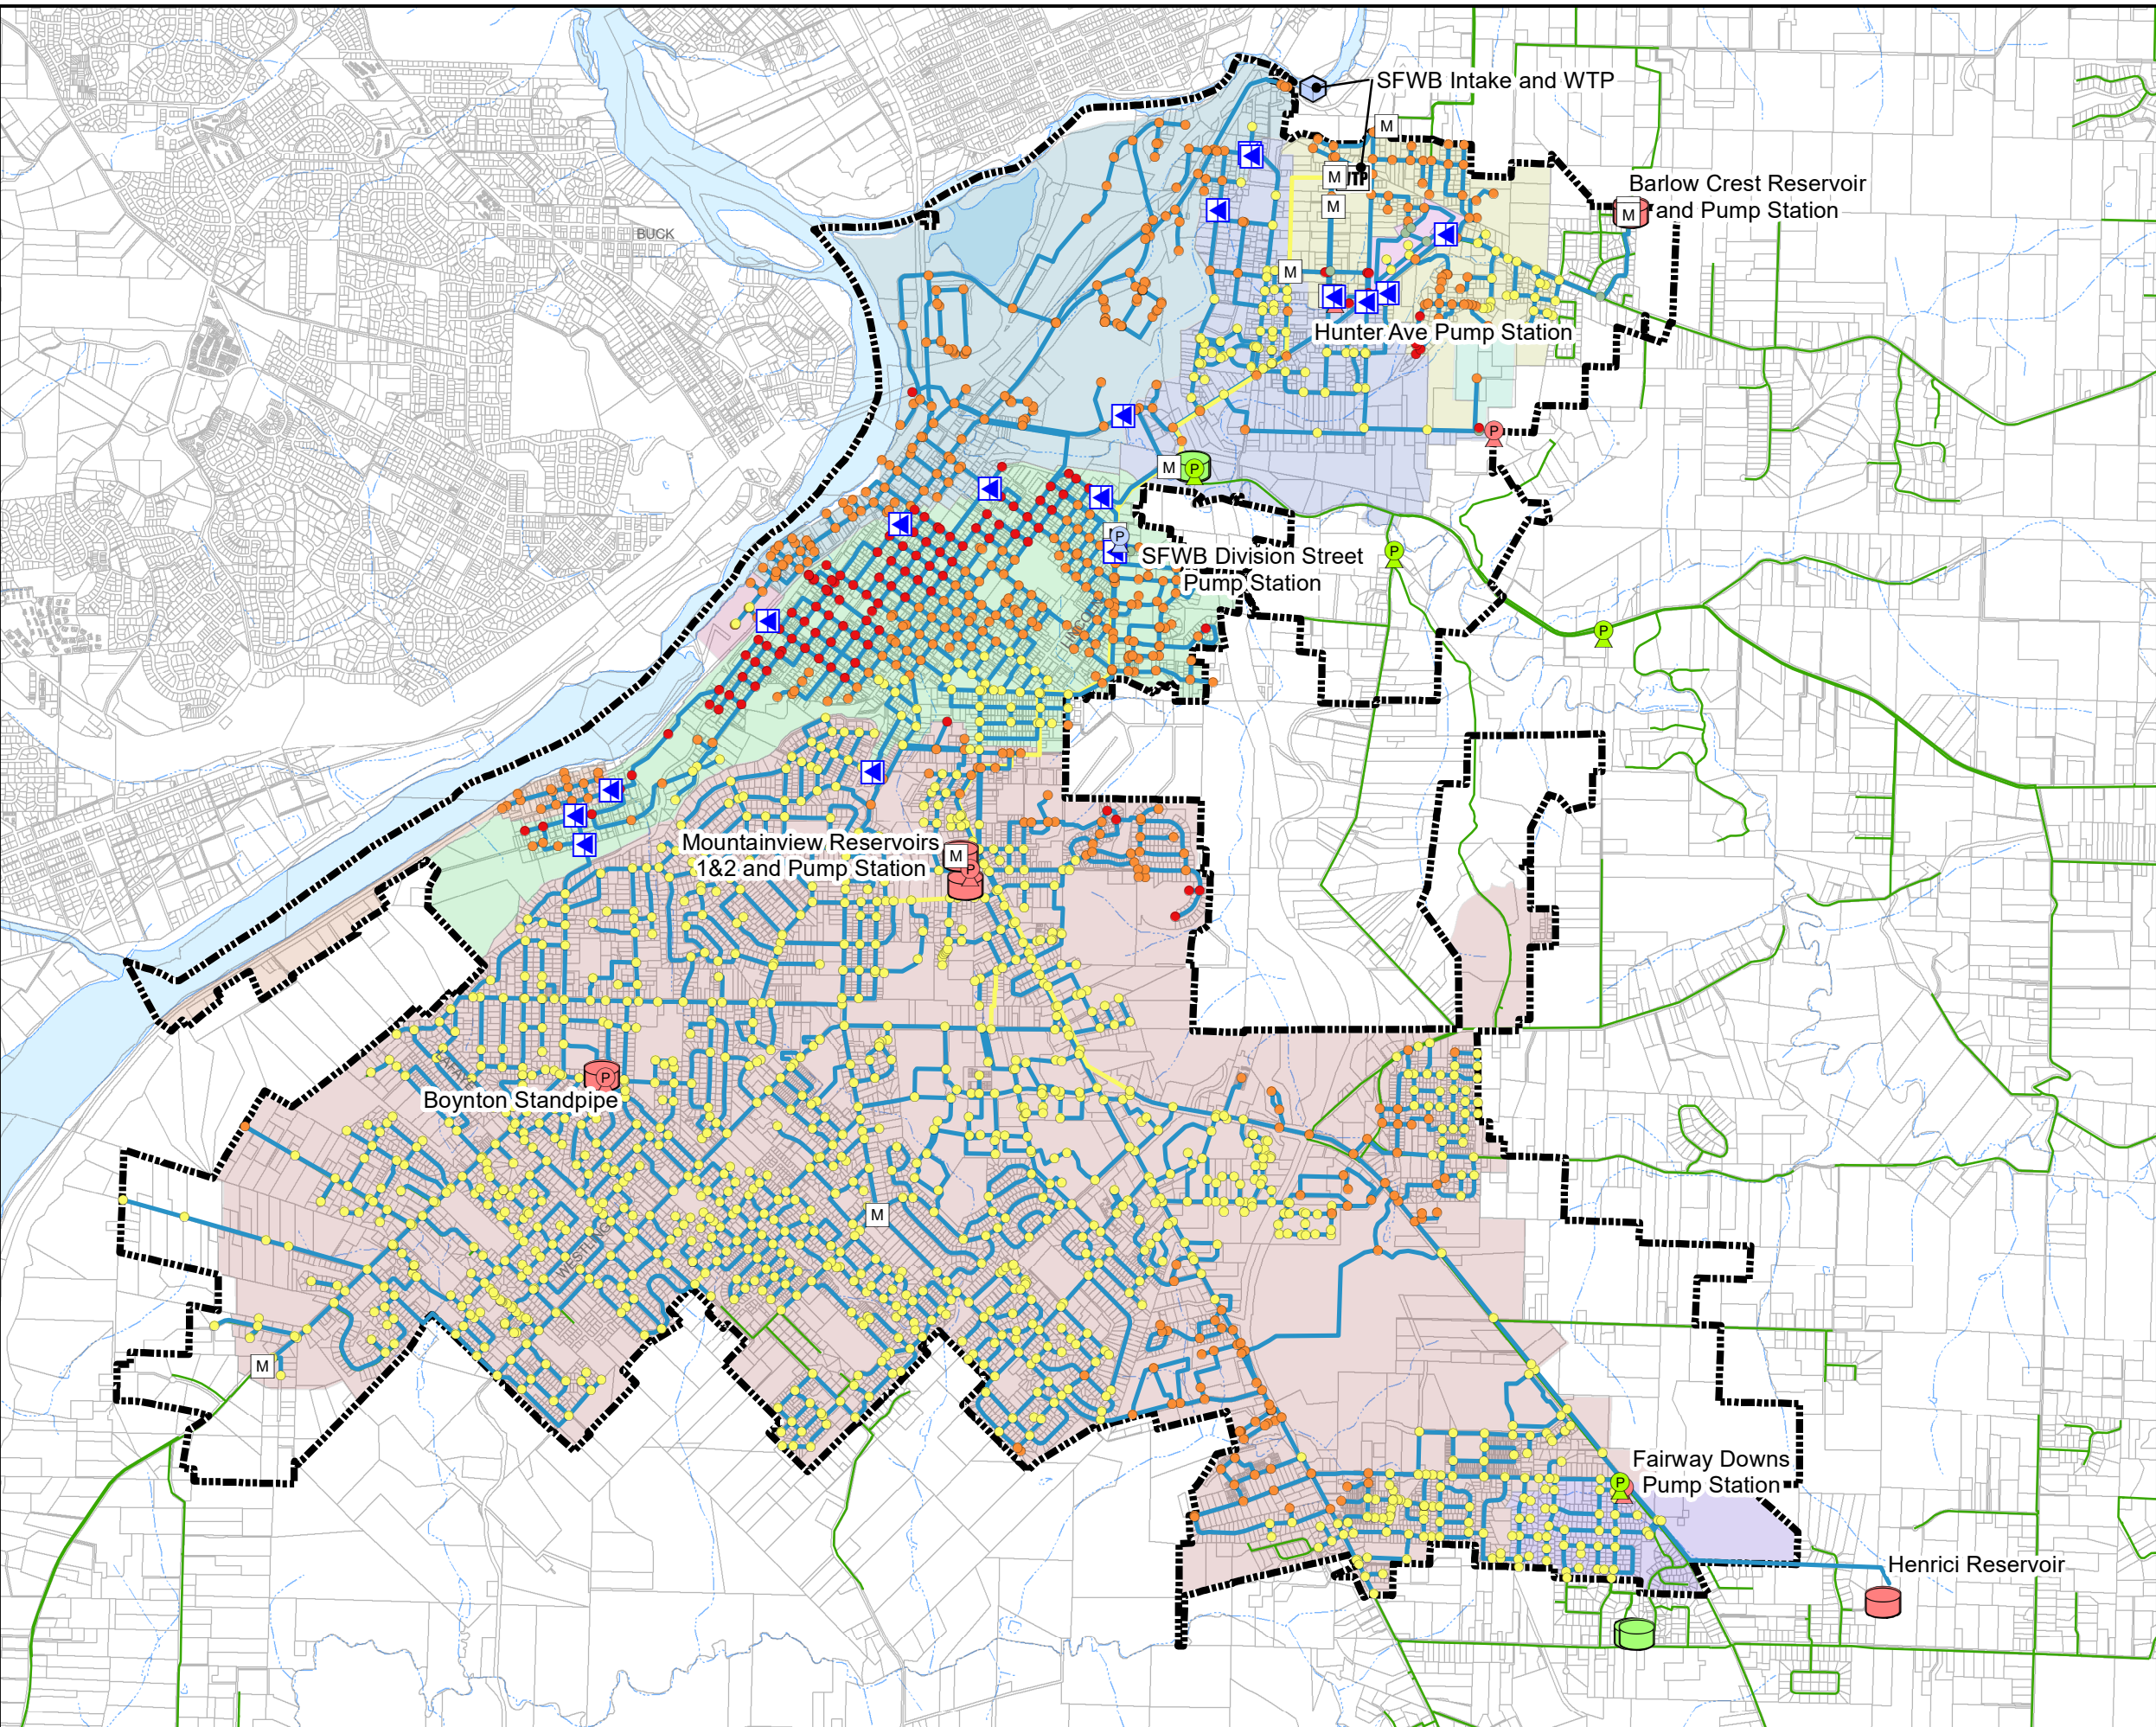 SFWB Intake and WTP
M
M
TP
M
Barlow Crest Reservoir
and Pump Station
M
BUCK
M
Hunter Ave Pump Station
P
M
P
P
P
SFWB Division Street
Pump Station
P
Mountainview Reservoirs
1&2 and Pump Station
M
P
P
Boynton Standpipe
M
M
Fairway Downs
Pump Station
P
Henrici Reservoir